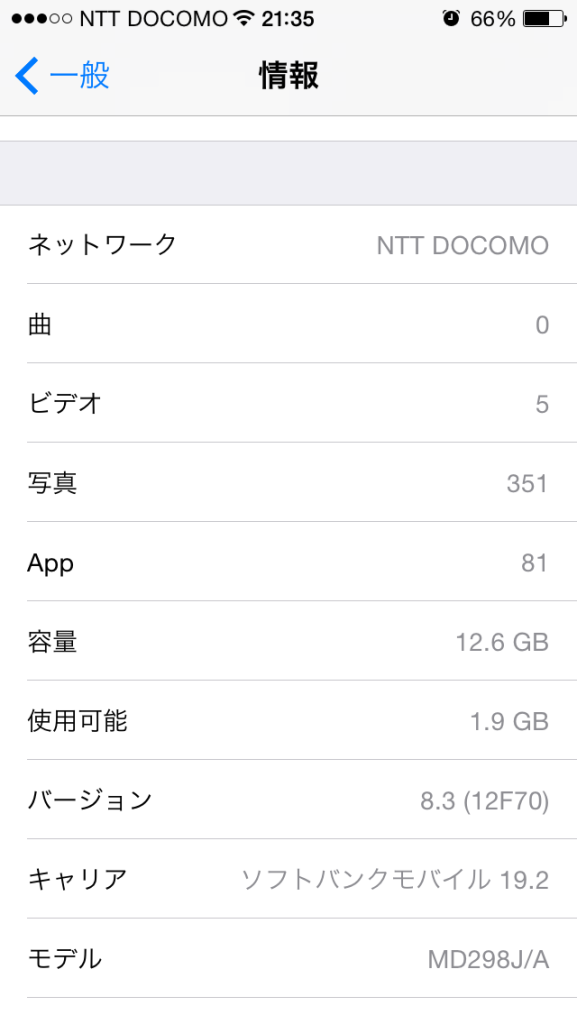 NTT DOCOMO 21:35 66%
一般 情報
ネットワーク NTT DOCOMO
曲 0
ビデオ 5
写真 351
App 81
容量 12.6 GB
使用可能 1.9 GB
バージョン 8.3 (12F70)
キャリア ソフトバンクモバイル 19.2
モデル MD298J/A